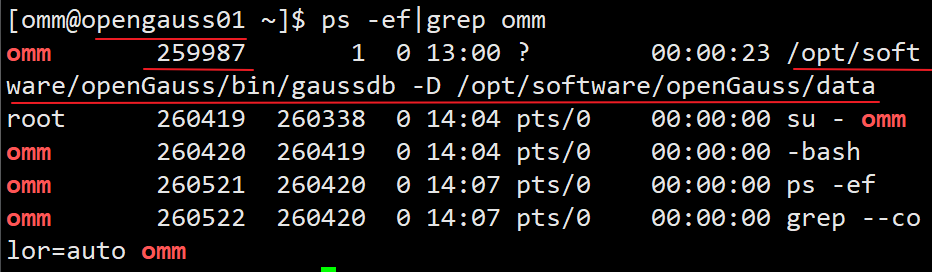 [omm@opengauss01 ~]$ ps -ef|grep omm
omm       259987       1  0 13:00 ?        00:00:23 /opt/soft
ware/openGauss/bin/gaussdb -D /opt/software/openGauss/data
root      260419  260338  0 14:04 pts/0    00:00:00 su - omm
omm       260420  260419  0 14:04 pts/0    00:00:00 -bash
omm       260521  260420  0 14:07 pts/0    00:00:00 ps -ef
omm       260522  260420  0 14:07 pts/0    00:00:00 grep --co
lor=auto omm